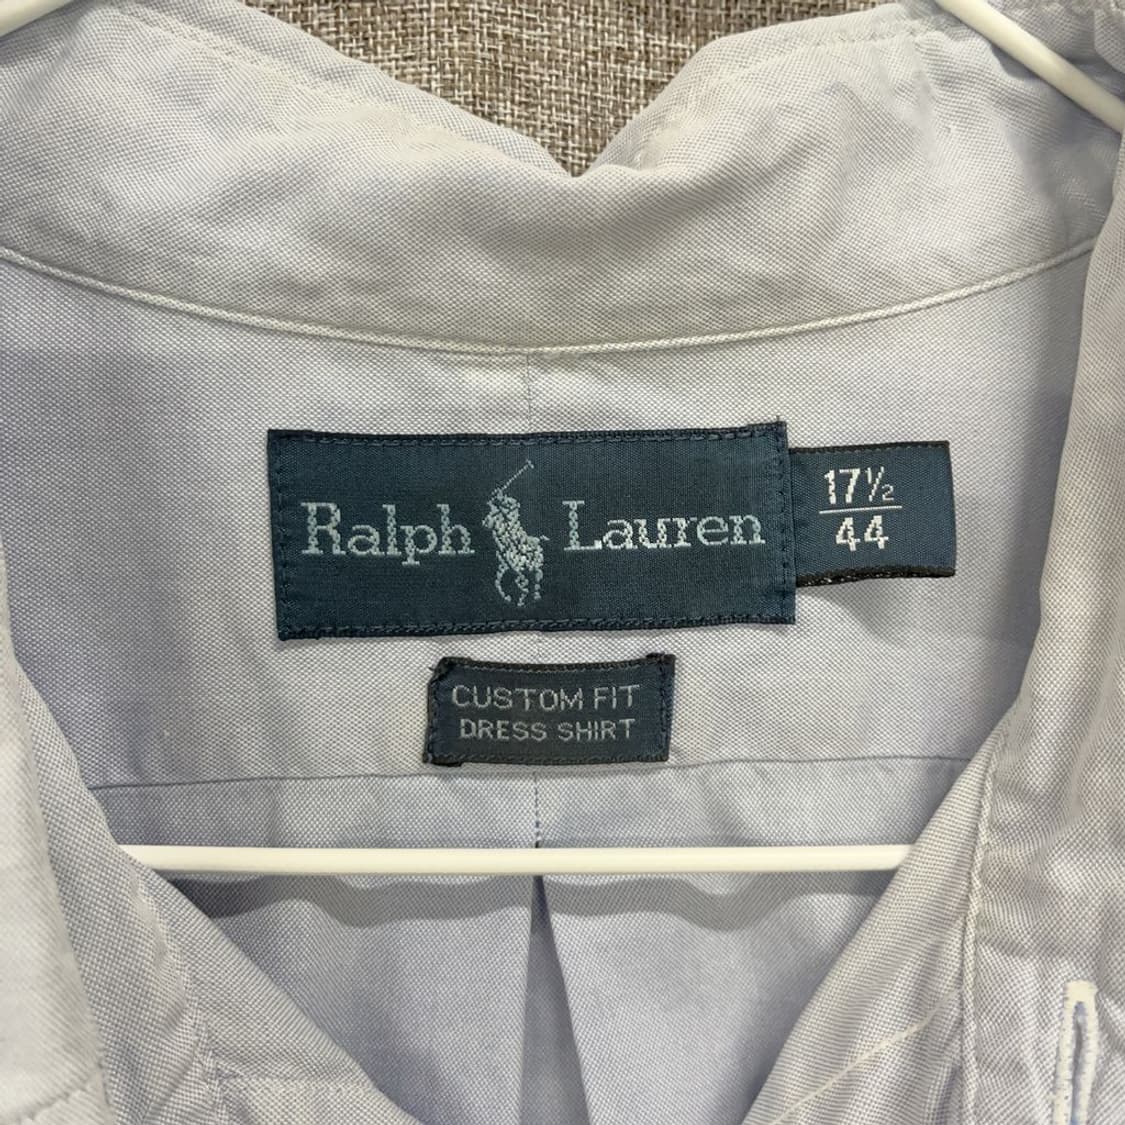 Ralph Lauren
17½
44
CUSTOM FIT
DRESS SHIRT